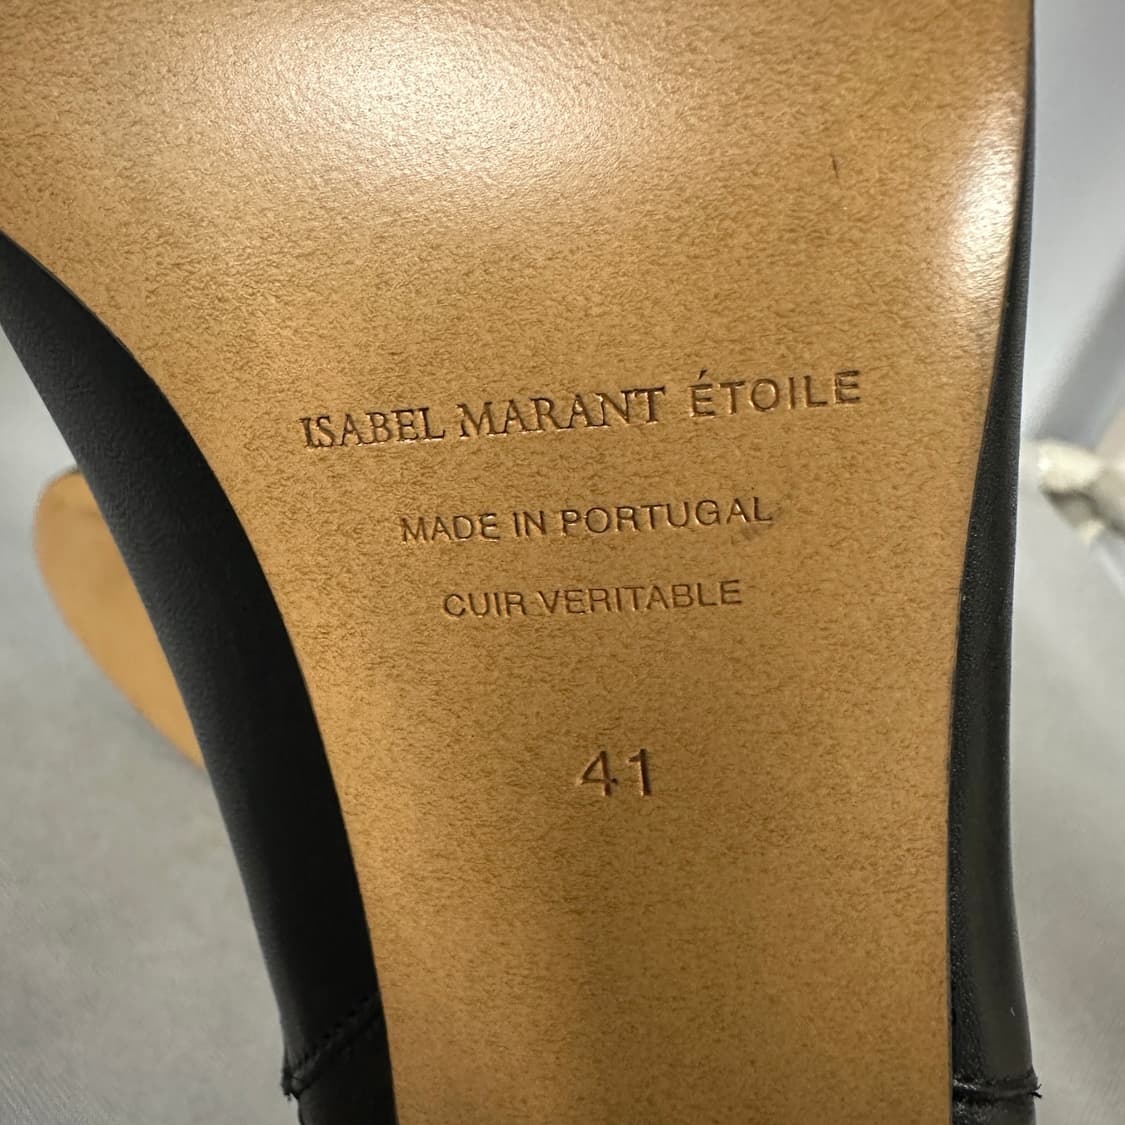 ISABEL MARANT ÉTOILE
MADE IN PORTUGAL
CUIR VERITABLE
41